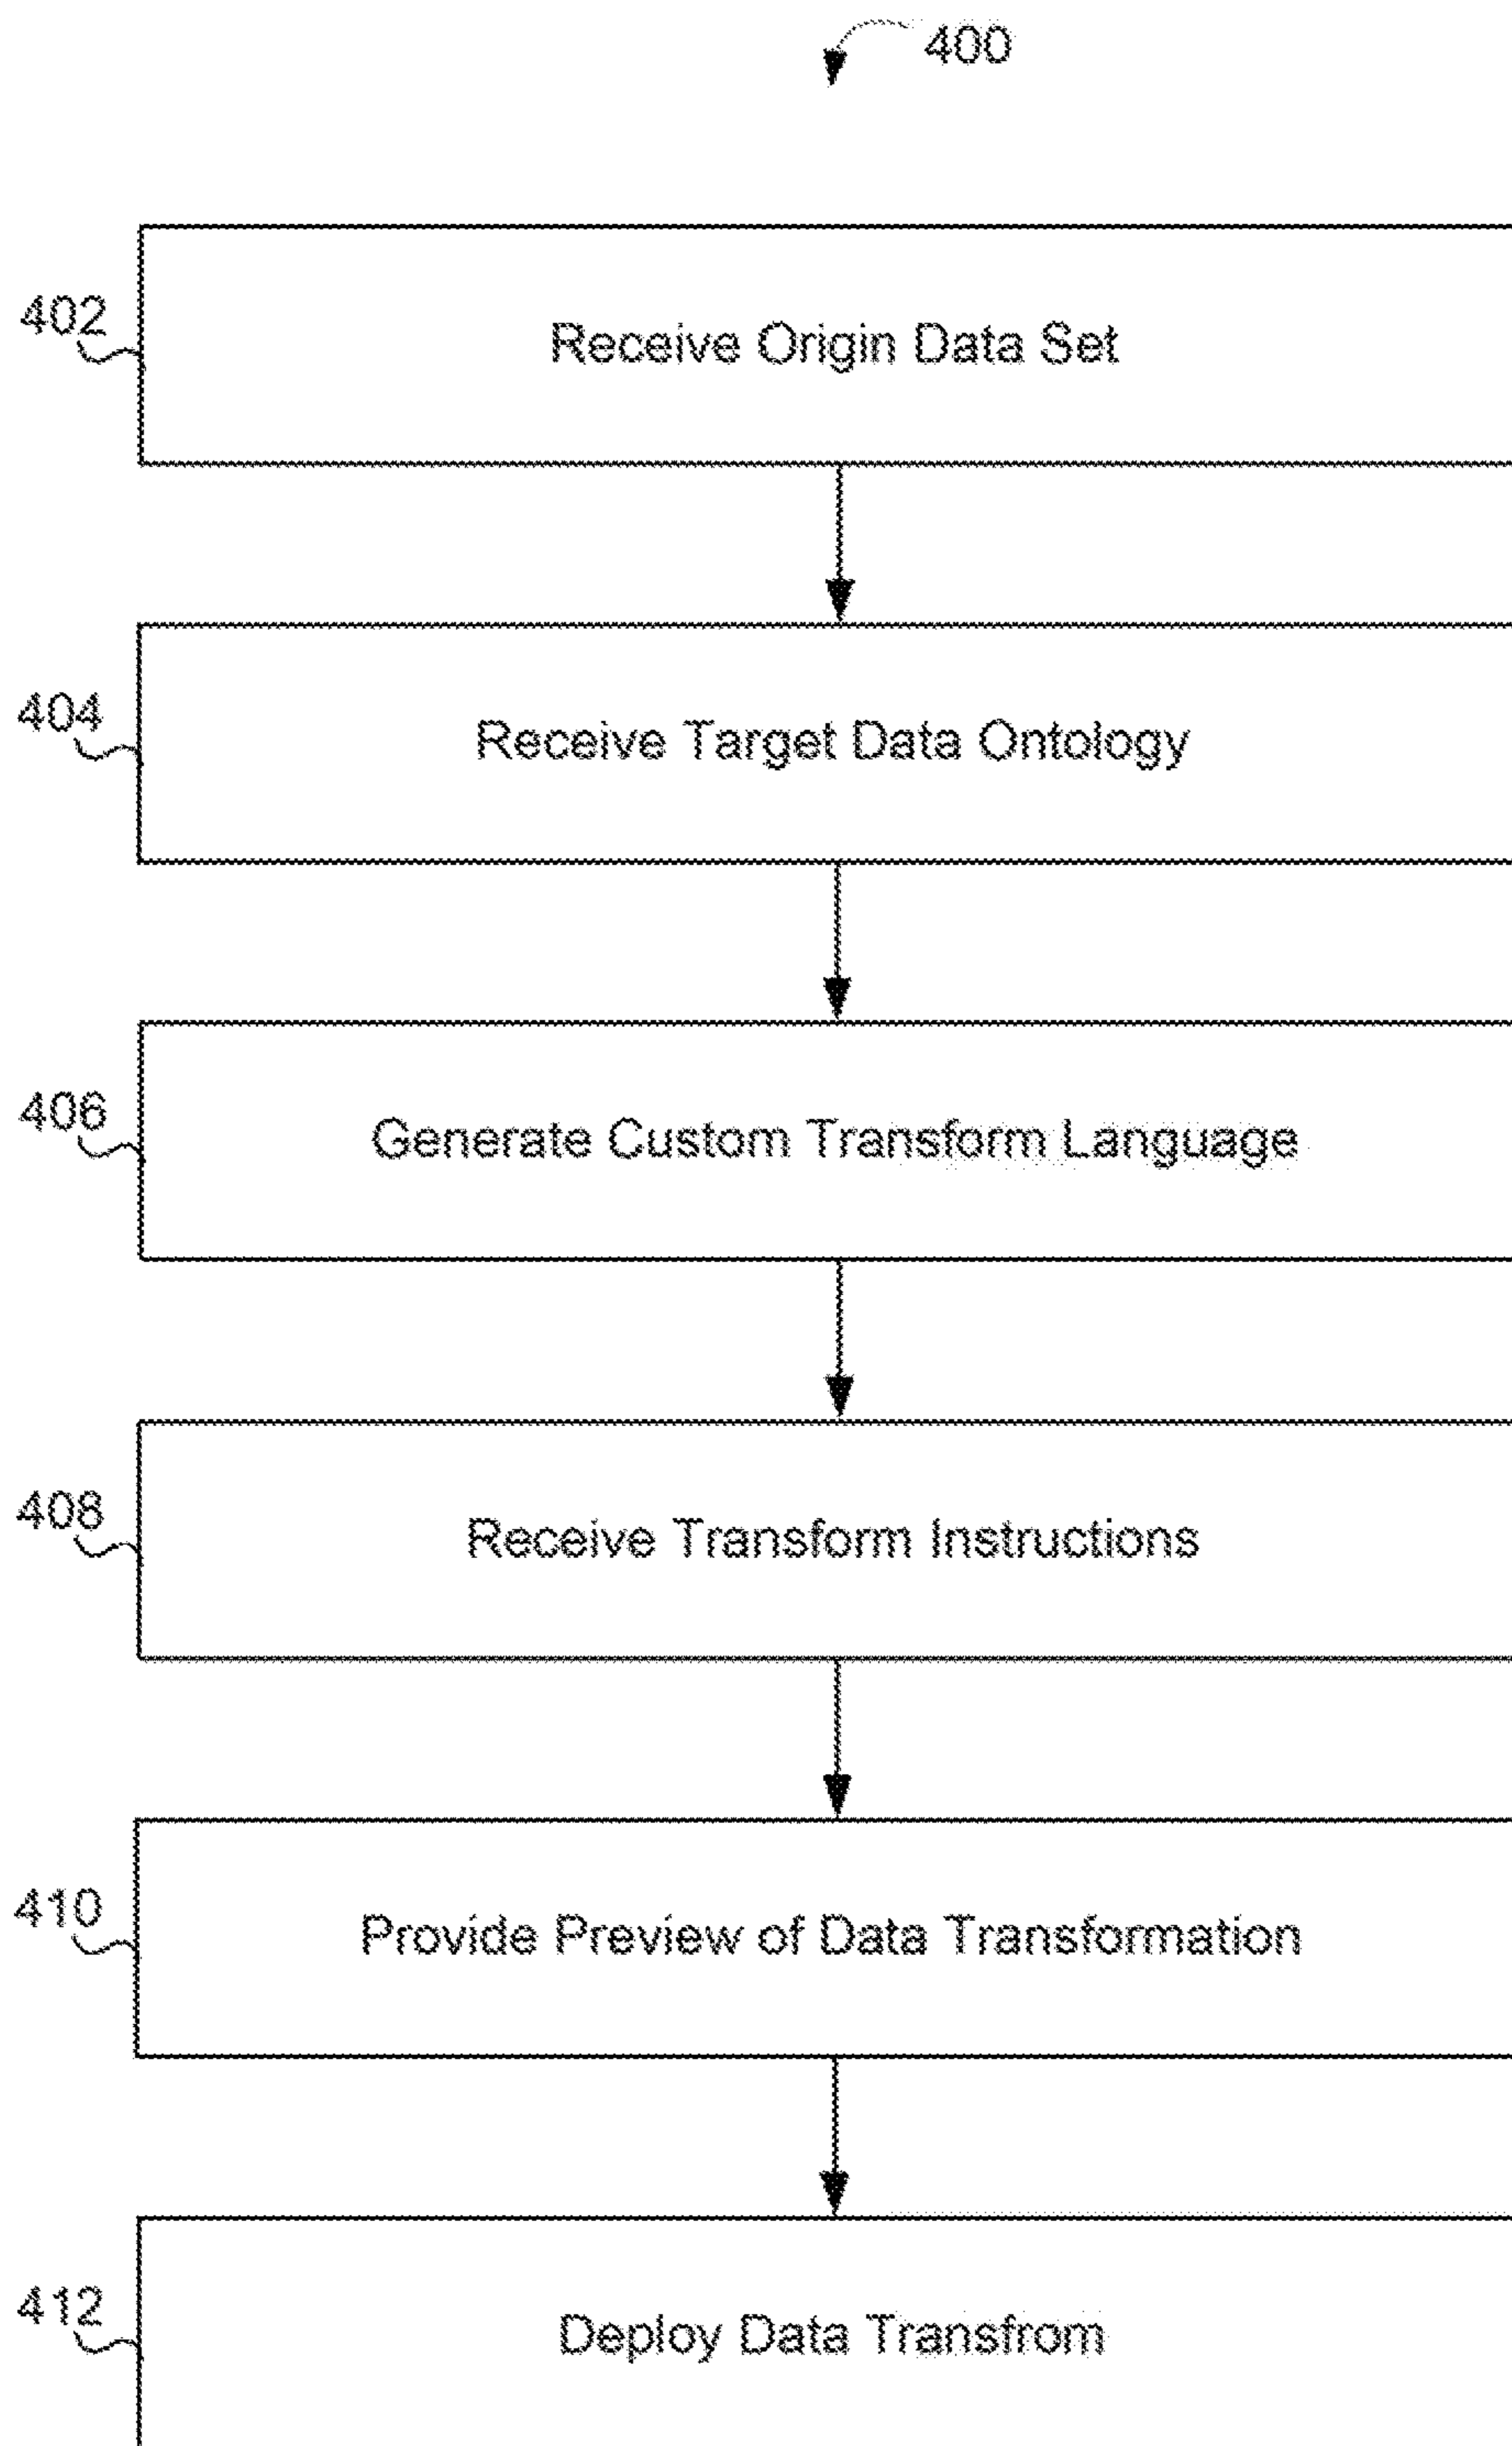 400
402
Receive Origin Data Set
404
Receive Target Data Ontology
406
Generate Custom Transform Language
408
Receive Transform Instructions
410
Provide Preview of Data Transformation
412
Deploy Data Transfrom